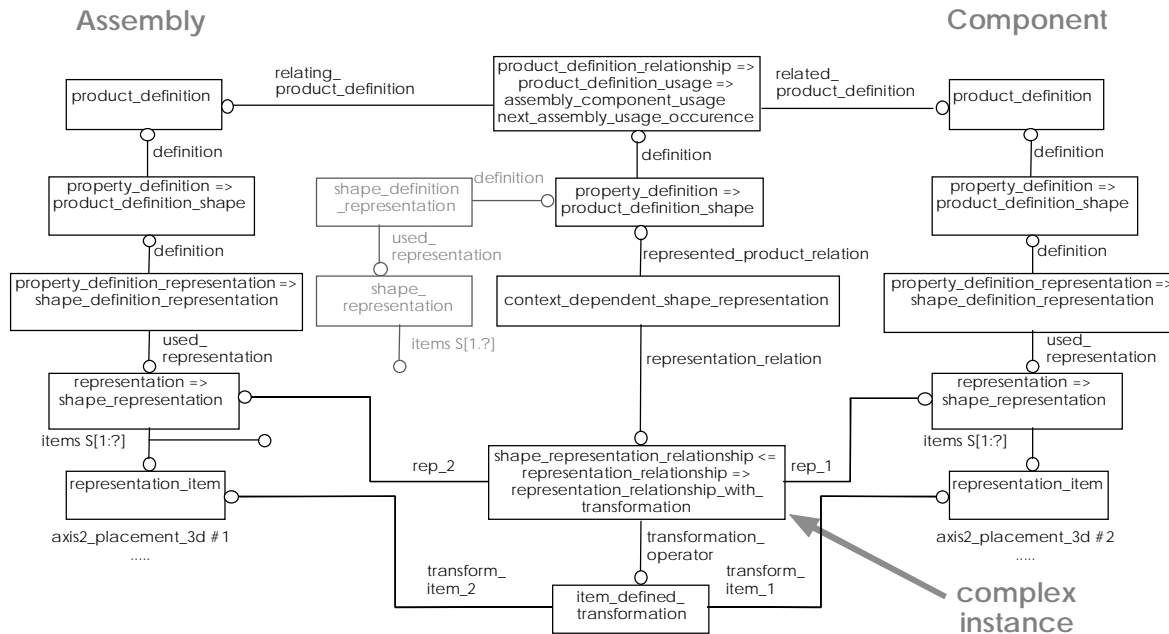 Assembly
Component
relating_
product_definition
product_definition_relationship =>
product_definition_usage =>
assembly_component_usage
next_assembly_usage_occurence
related_
product_definition
product_definition
product_definition
definition
definition
definition
property_definition =>
product_definition_shape
shape_definition
_representation
definition
property_definition =>
product_definition_shape
property_definition =>
product_definition_shape
definition
used_
representation
represented_product_relation
definition
property_definition_representation =>
shape_definition_representation
shape_
representation
context_dependent_shape_representation
property_definition_representation =>
shape_definition_representation
used_
representation
items S[1.?]
representation_relation
used_
representation
representation =>
shape_representation
representation =>
shape_representation
items S[1:?]
items S[1:?]
rep_2
shape_representation_relationship <=
representation_relationship =>
representation_relationship_with_
transformation
rep_1
representation_item
representation_item
axis2_placement_3d #1
.....
axis2_placement_3d #2
.....
transformation_
operator
transform_
item_2
transform_
item_1
item_defined_
transformation
complex
instance